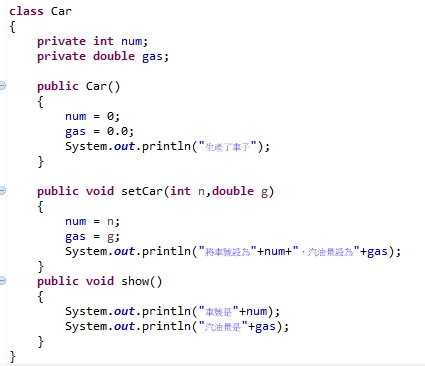 class Car
{
    private int num;
    private double gas;

    public Car()
    {
        num = 0;
        gas = 0.0;
        System.out.println("生產了車子");
    }

    public void setCar(int n,double g)
    {
        num = n;
        gas = g;
        System.out.println("將車號設為"+num+"，汽油量設為"+gas);
    }
    public void show()
    {
        System.out.println("車號是"+num);
        System.out.println("汽油量是"+gas);
    }
}